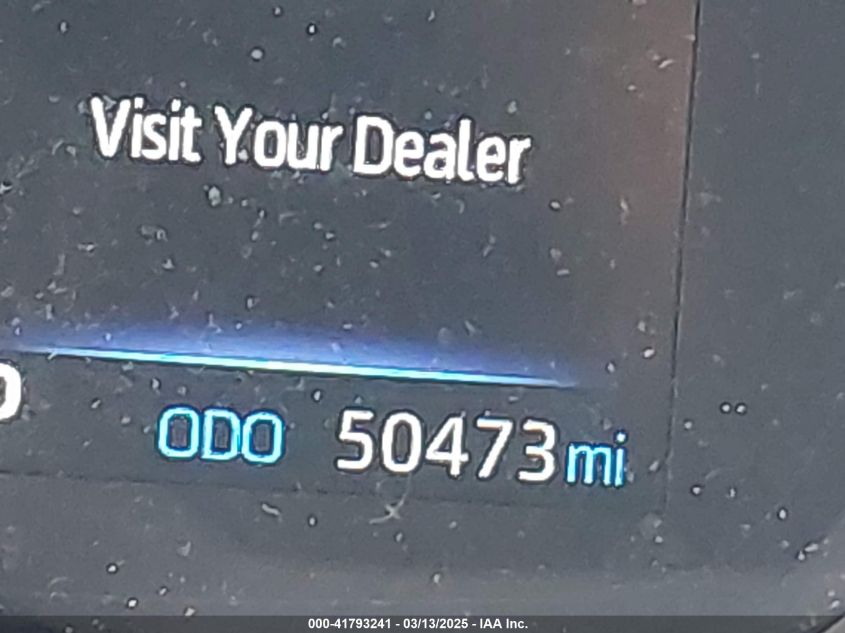 Visit Your Dealer
ODO 50473 mi
000-41793241 - 03/13/2025 - IAA Inc.